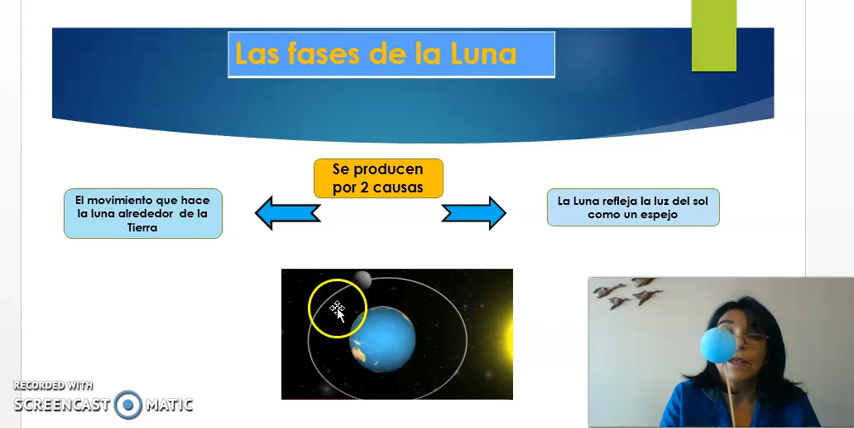 Las fases de la Luna
Se producen
por 2 causas
El movimiento que hace
la luna alrededor de la
Tierra
La Luna refleja la luz del sol
como un espejo
RECORDED WITH
SCREENCAST MATIC